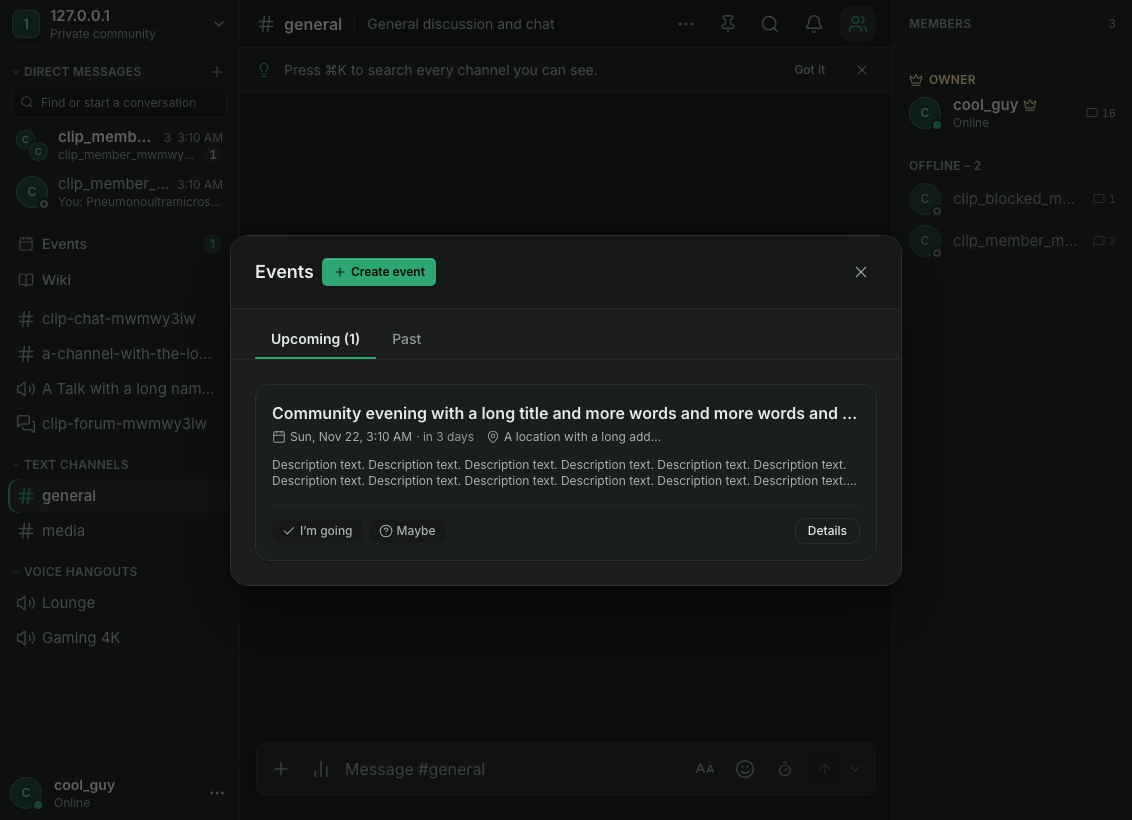 1
127.0.0.1
Private community
DIRECT MESSAGES
Find or start a conversation
C
C
clip_memb... 3 3:10 AM
clip_member_mwmwy... 1
C
clip_member_... 3:10 AM
You: Pneumonoultramicros...
Events 1
Wiki
clip-chat-mwmwy3iw
a-channel-with-the-lo...
A Talk with a long nam...
clip-forum-mwmwy3iw
TEXT CHANNELS
general
media
VOICE HANGOUTS
Lounge
Gaming 4K
C
cool_guy
Online
general
General discussion and chat
Press ⌘K to search every channel you can see.
Got it
Events
Create event
Upcoming (1)
Past
Community evening with a long title and more words and more words and ...
Sun, Nov 22, 3:10 AM · in 3 days
A location with a long add...
Description text. Description text. Description text. Description text. Description text. Description text.
Description text. Description text. Description text. Description text. Description text. Description text....
I'm going
Maybe
Details
Message #general
AA
MEMBERS 3
OWNER
C
cool_guy
Online
16
OFFLINE – 2
C
clip_blocked_m... 1
C
clip_member_m... 3